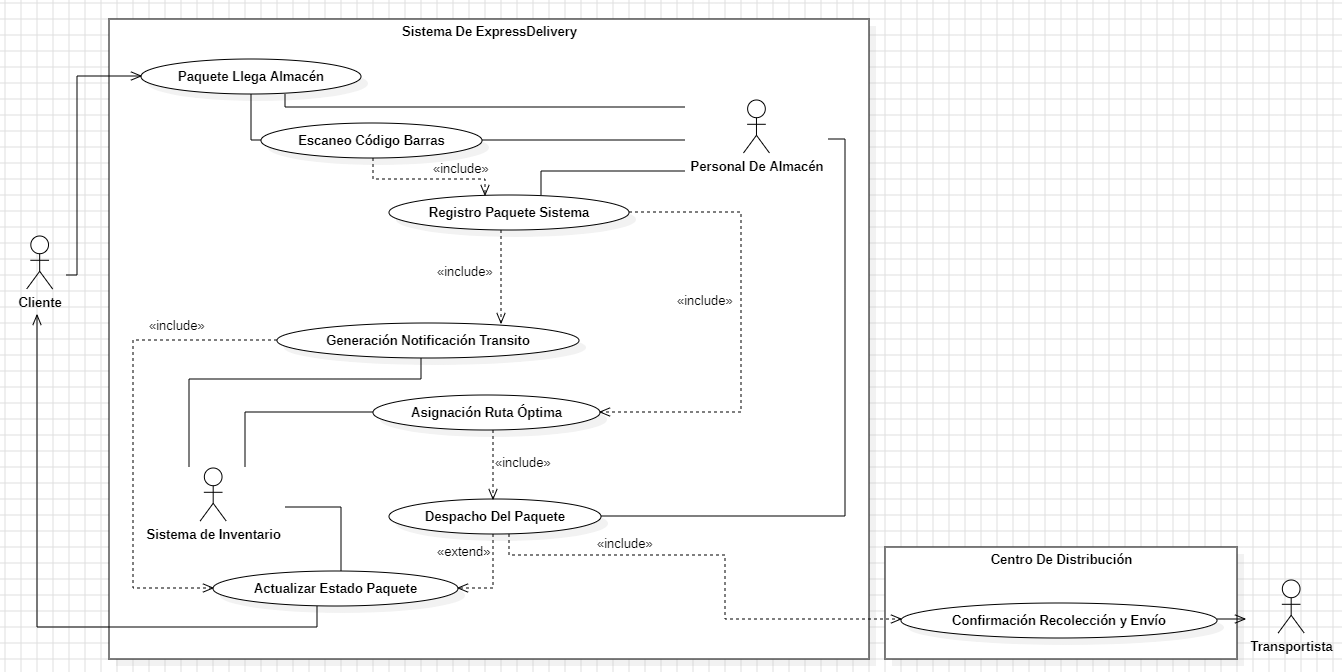 Sistema De ExpressDelivery
Paquete Llega Almacén
Escaneo Código Barras
«include»
Personal De Almacén
Registro Paquete Sistema
«include»
«include»
Cliente
«include»
Generación Notificación Transito
Asignación Ruta Óptima
«include»
Sistema de Inventario
Despacho Del Paquete
«extend»
«include»
Actualizar Estado Paquete
Centro De Distribución
Confirmación Recolección y Envío
Transportista